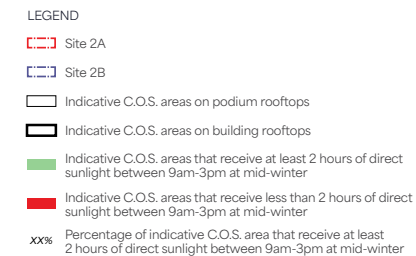 LEGEND
Site 2A
Site 2B
Indicative C.O.S. areas on podium rooftops
Indicative C.O.S. areas on building rooftops
Indicative C.O.S. areas that receive at least 2 hours of direct
sunlight between 9am-3pm at mid-winter
Indicative C.O.S. areas that receive less than 2 hours of direct
sunlight between 9am-3pm at mid-winter
XX% Percentage of indicative C.O.S. area that receive at least
2 hours of direct sunlight between 9am-3pm at mid-winter